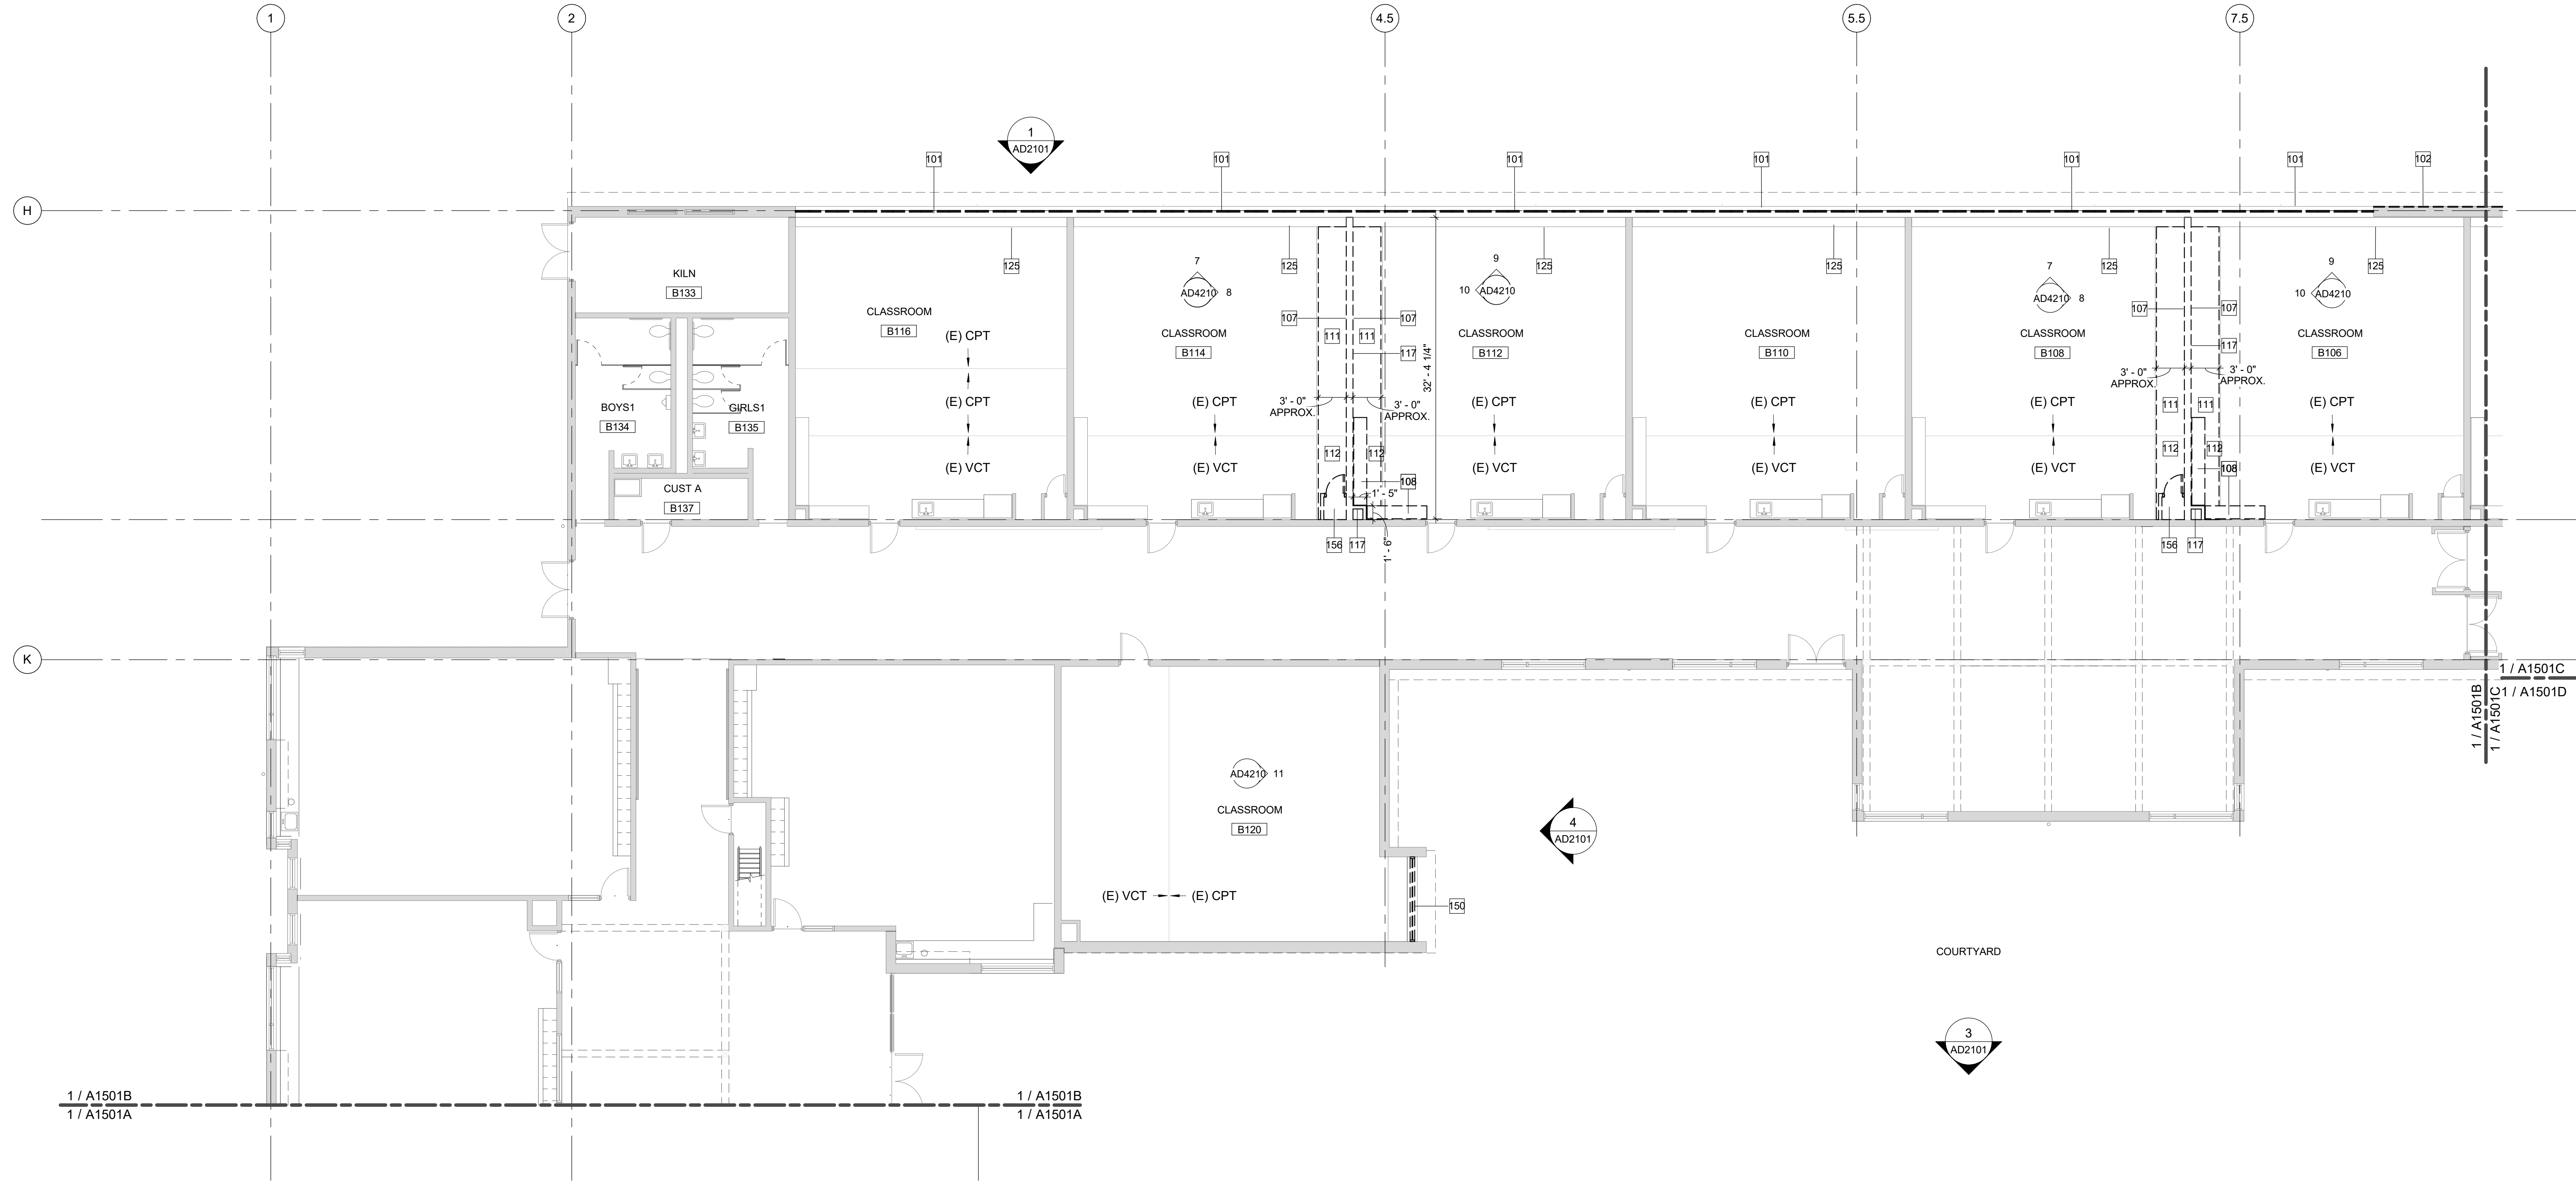 1
2
4.5
5.5
7.5
1
AD2101
101
101
101
101
101
101
102
H
KILN
B133
125
125
125
125
125
125
7
AD4210 8
9
10 AD4210
7
AD4210 8
9
10 AD4210
CLASSROOM
B116
CLASSROOM
B114
CLASSROOM
B112
CLASSROOM
B110
CLASSROOM
B108
CLASSROOM
B106
107
107
107
107
111
111
117
117
32' - 4 1/4"
(E) CPT
(E) CPT
(E) VCT
(E) CPT
(E) VCT
(E) CPT
(E) VCT
(E) CPT
(E) VCT
(E) CPT
(E) VCT
(E) CPT
(E) VCT
3' - 0"
APPROX.
3' - 0"
APPROX.
3' - 0"
APPROX.
3' - 0"
APPROX.
111
111
112
112
112
112
108
108
1' - 5"
1' - 6"
BOYS1
B134
GIRLS1
B135
CUST A
B137
156
117
156
117
K
1 / A1501C
1 / A1501D
1 / A1501B
1 / A1501C
AD4210 11
CLASSROOM
B120
4
AD2101
(E) VCT
(E) CPT
150
COURTYARD
3
AD2101
1 / A1501B
1 / A1501A
1 / A1501B
1 / A1501A